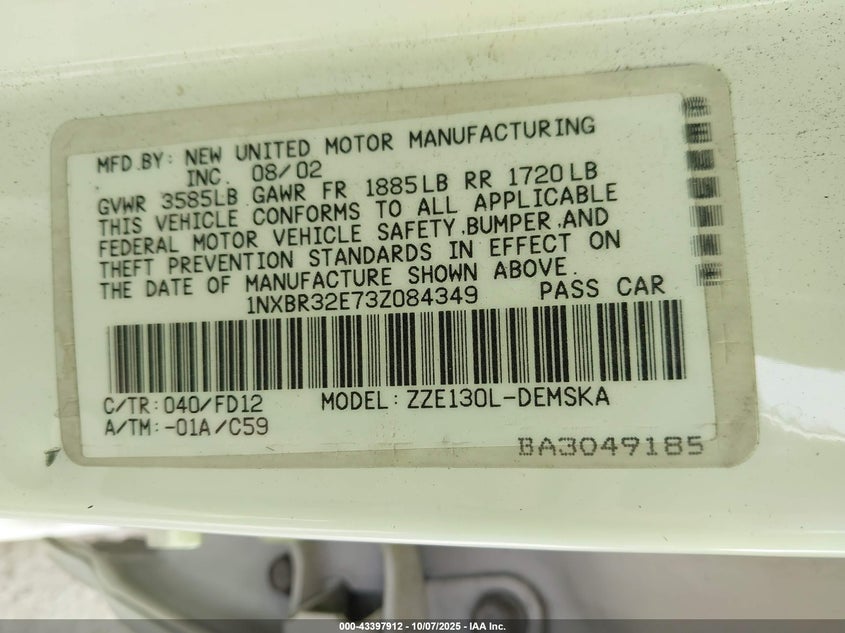 MFD.BY: NEW UNITED MOTOR MANUFACTURING
INC. 08/02
GVWR 3585LB GAWR FR 1885LB RR 1720LB
THIS VEHICLE CONFORMS TO ALL APPLICABLE
FEDERAL MOTOR VEHICLE SAFETY,BUMPER,AND
THEFT PREVENTION STANDARDS IN EFFECT ON
THE DATE OF MANUFACTURE SHOWN ABOVE.
1NXBR32E73Z084349 PASS CAR
C/TR:040/FD12 MODEL:ZZE130L-DEMSKA
A/TM:-01A/C59
BA3049185
000-43397912 - 10/07/2025 - IAA Inc.